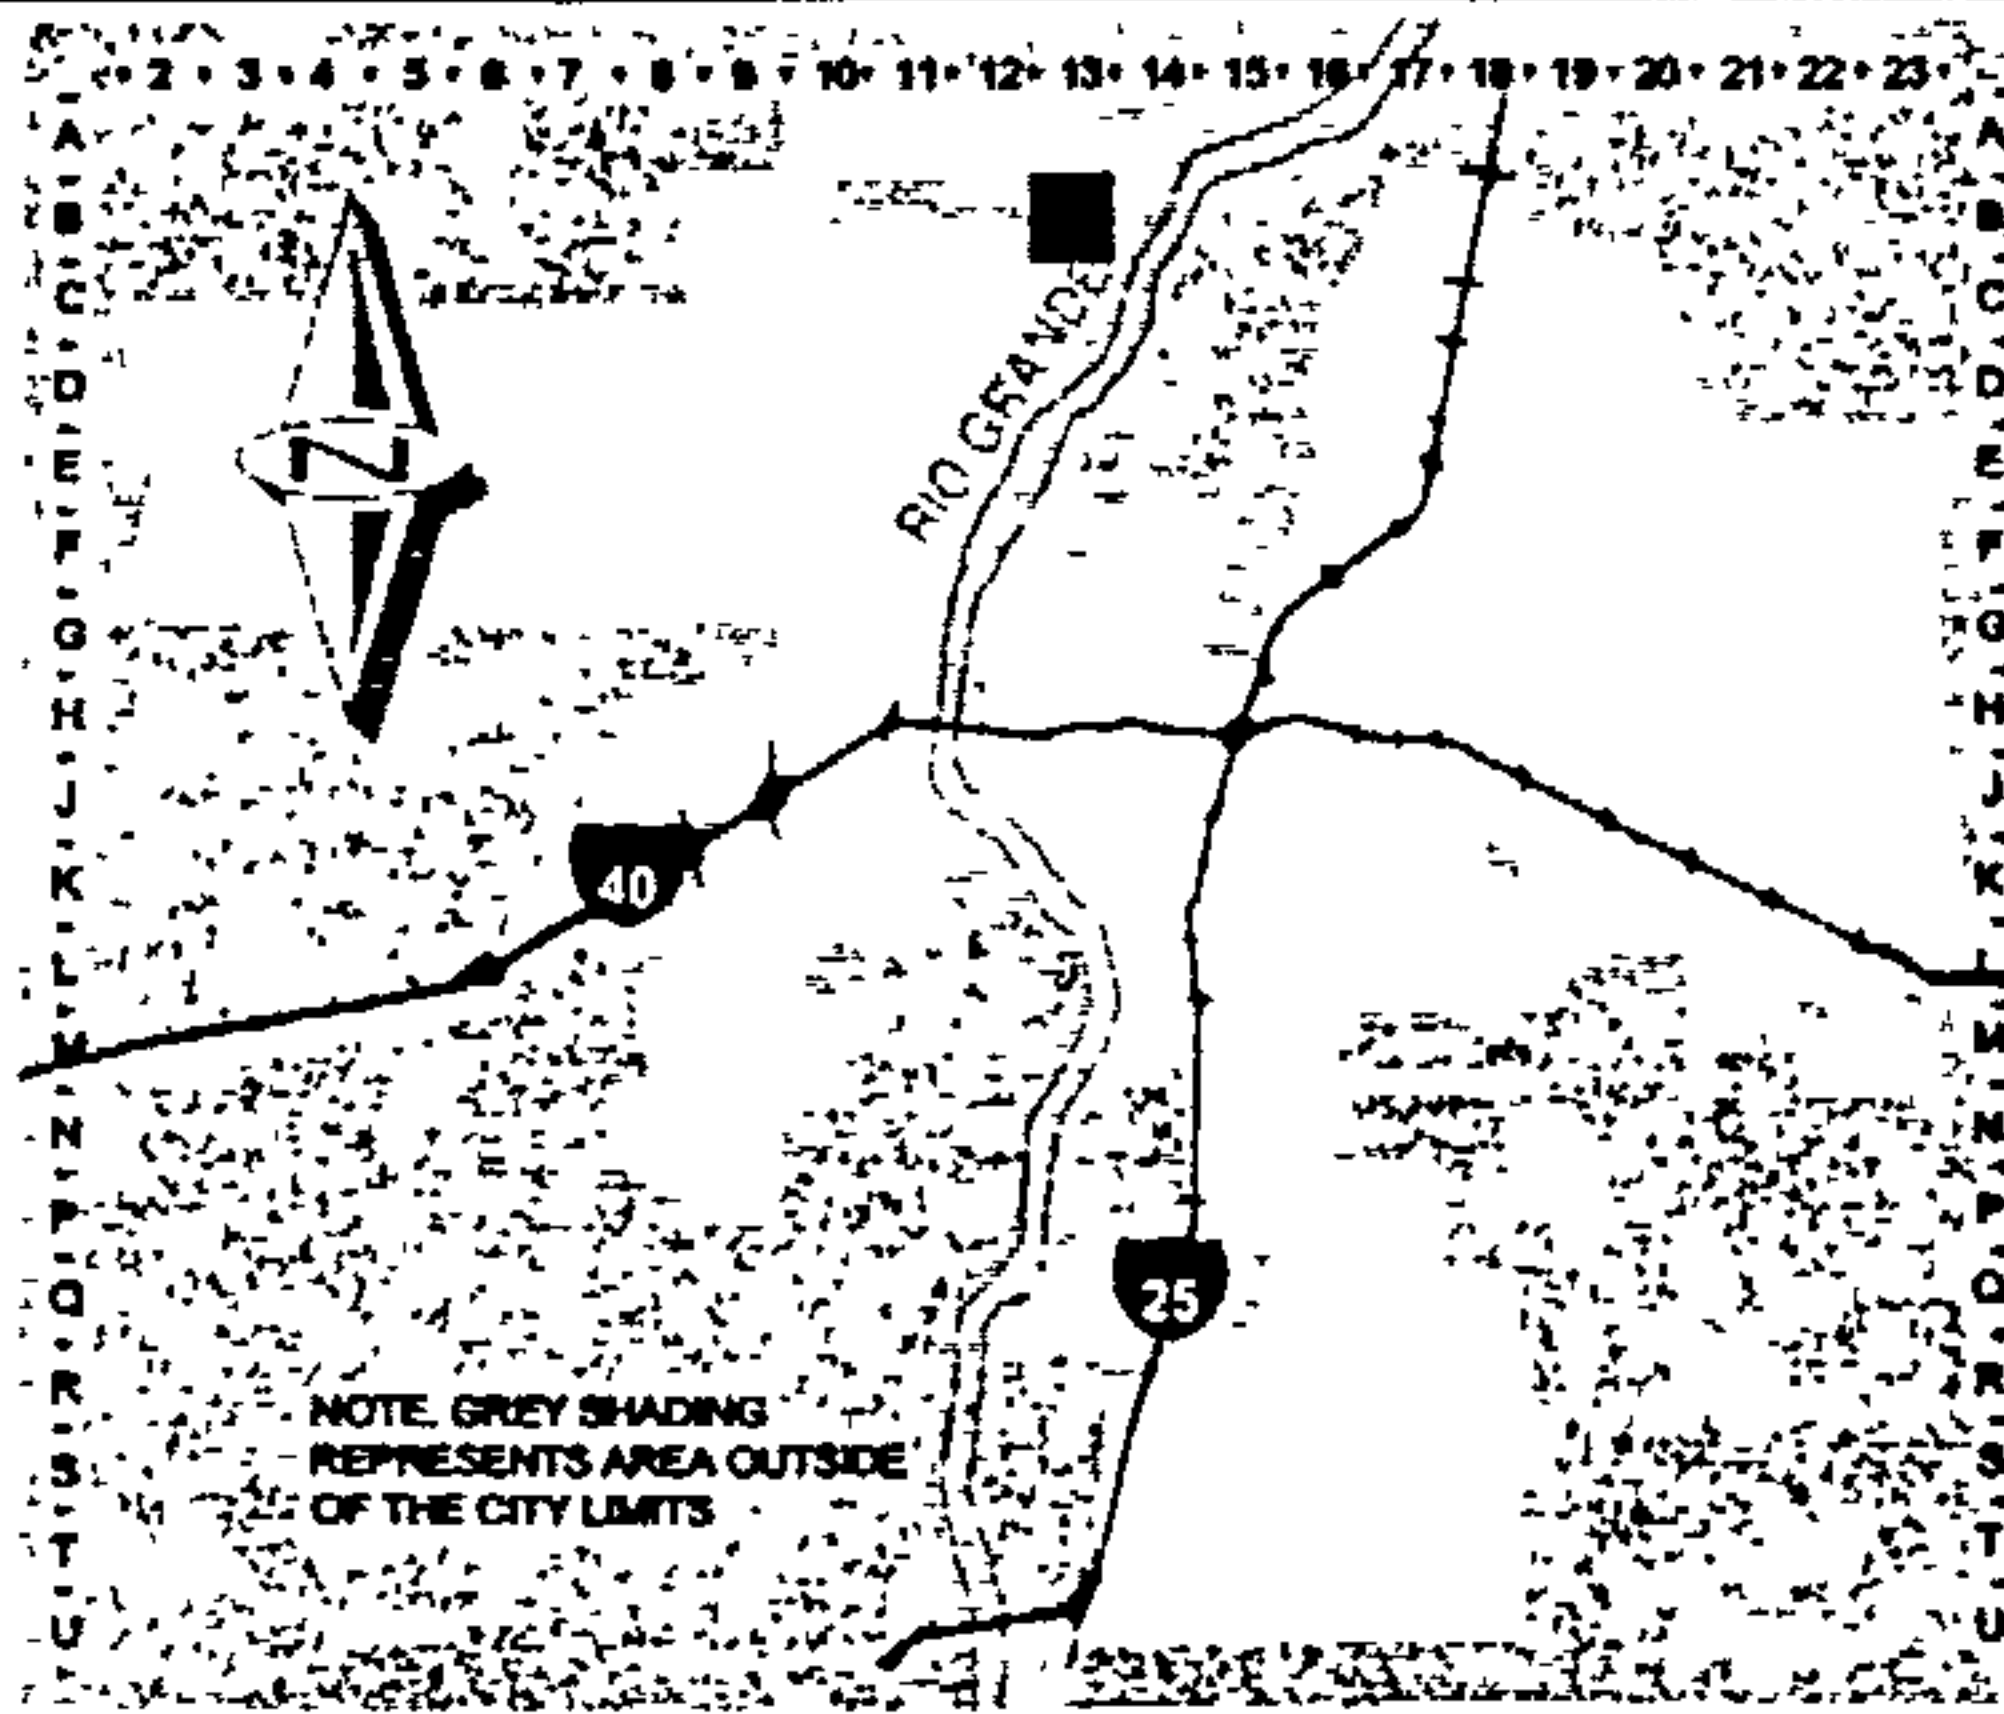 2 • 3 • 4 • 5 • 6 • 7 • 8 • 9 • 10 • 11 • 12 • 13 • 14 • 15 • 16 • 17 • 18 • 19 • 20 • 21 • 22 • 23
A
B
C
D
E
F
G
H
J
K
L
M
N
P
Q
R
S
T
U
N
RIO GRANDE
40
25
NOTE. GREY SHADING
REPRESENTS AREA OUTSIDE
OF THE CITY LIMITS
A
B
C
D
E
F
G
H
J
K
L
M
N
P
Q
R
S
T
U